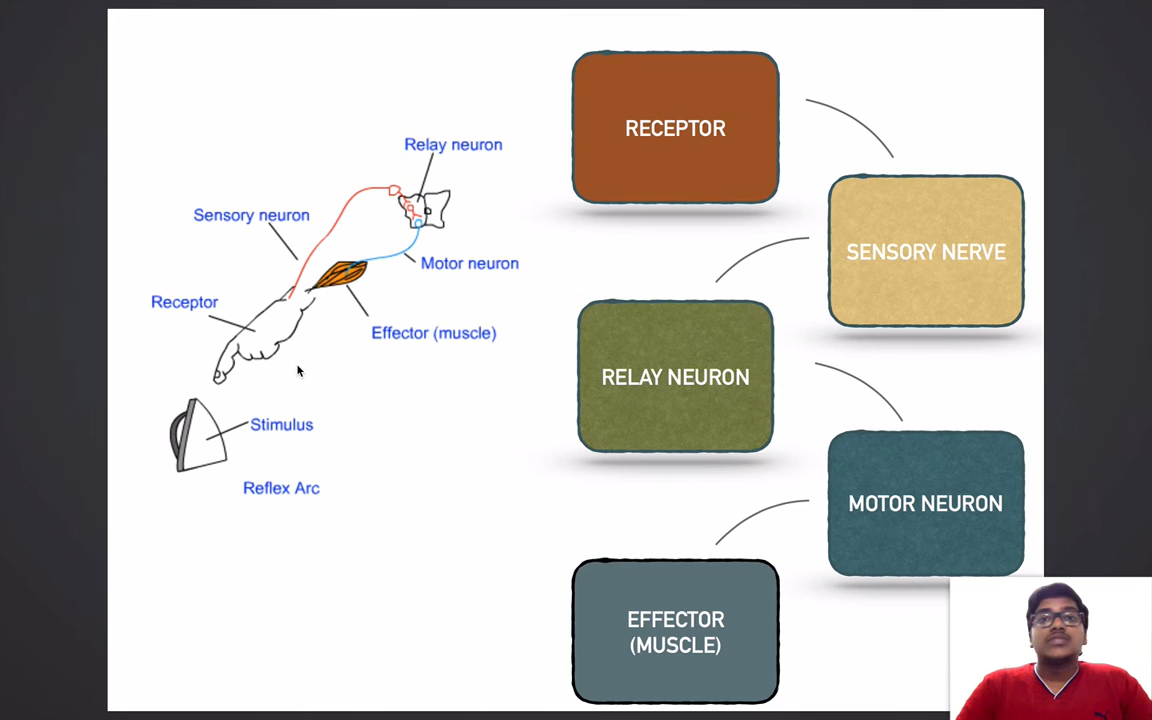 Relay neuron
Sensory neuron
Motor neuron
Receptor
Effector (muscle)
Stimulus
Reflex Arc
RECEPTOR
SENSORY NERVE
RELAY NEURON
MOTOR NEURON
EFFECTOR
(MUSCLE)